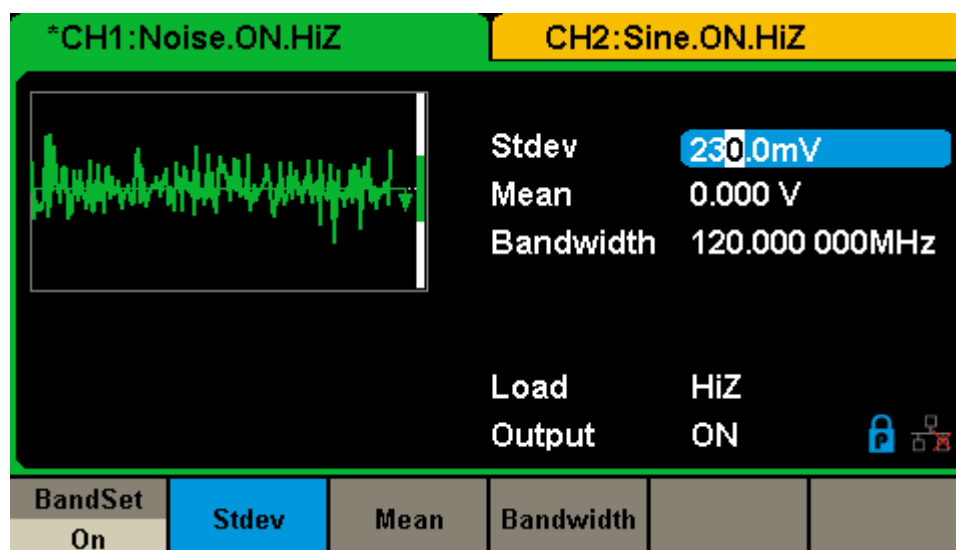 *CH1:Noise.ON.HiZ
CH2:Sine.ON.HiZ
Stdev 230.0mV
Mean 0.000 V
Bandwidth 120.000 000MHz
Load HiZ
Output ON
BandSet
On
Stdev
Mean
Bandwidth